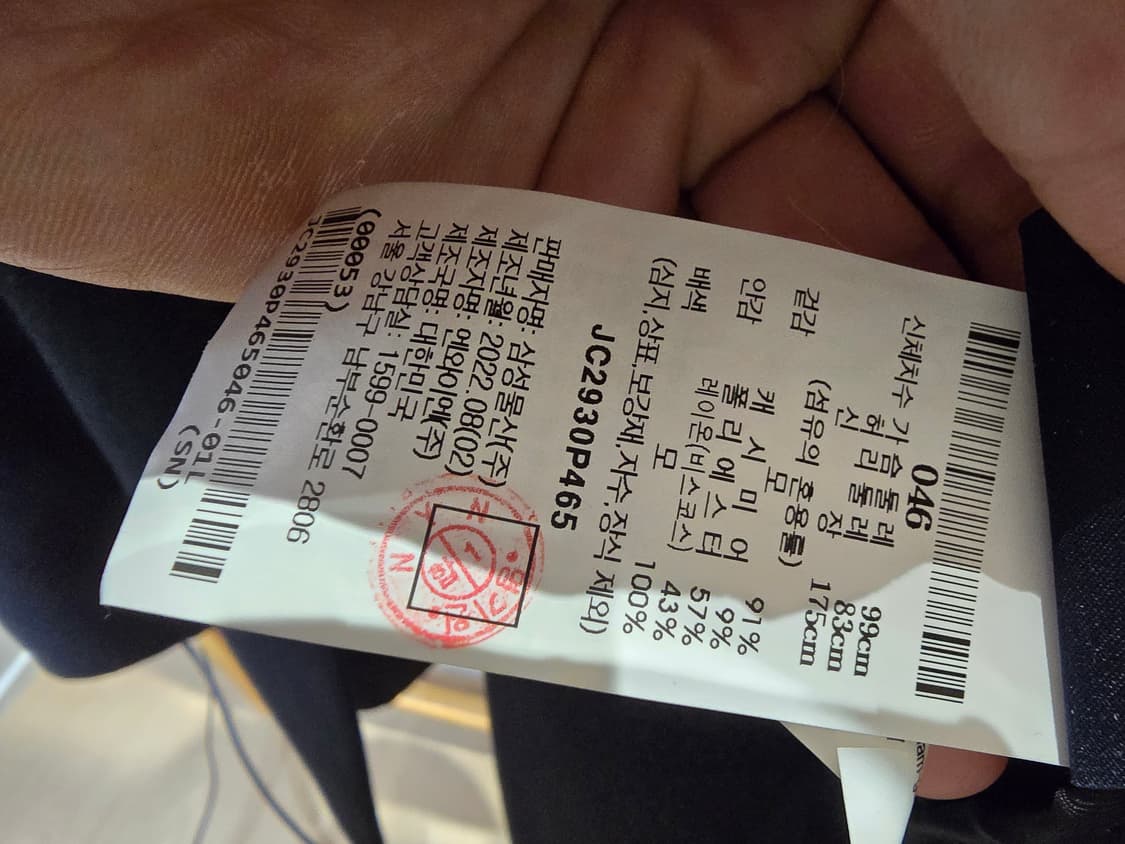 046
신체치수 가슴둘레 99cm
허리둘레 83cm
신 장 175cm
(섬유의 혼용율)
겉감 모 91%
캐시미어 9%
안감 폴리에스터 57%
레이온(비스코스) 43%
배색 모 100%
(심지.상표.보강재.자수.장식 제외)
JC2930P465
판매자명: 삼성물산(주)
제조년월: 2022.08(02)
제조자명: 엔와이엔(주)
제조국명: 대한민국
고객상담실: 1599-0007
서울 강남구 남부순환로 2806
(00053)
JC2930P465046-01L
(SN)